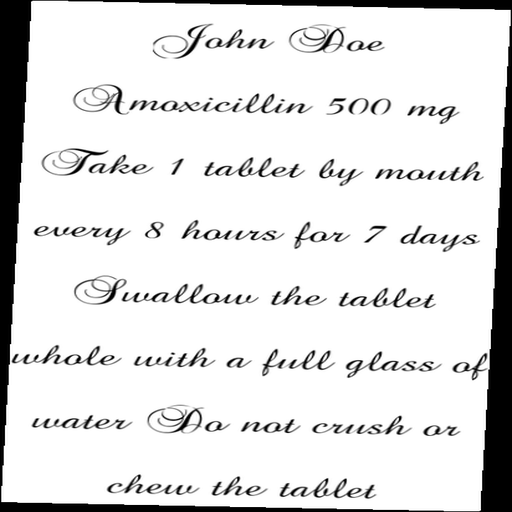 John Doe
Amoxicillin 500 mg
Take 1 tablet by mouth
every 8 hours for 7 days
Swallow the tablet
whole with a full glass of
water Do not crush or
chew the tablet